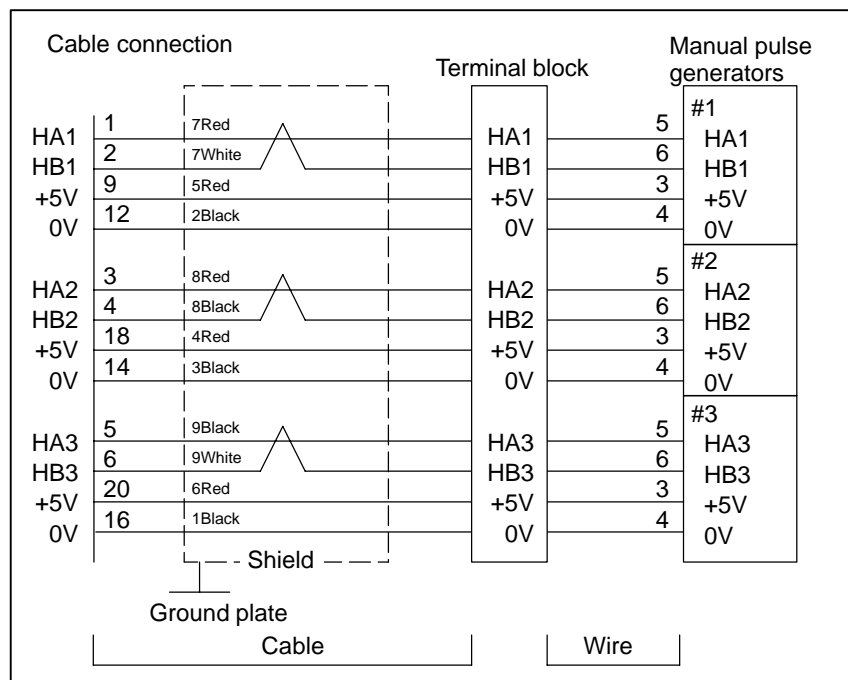 Cable connection
Terminal block
Manual pulse
generators
#1
HA1 1 7Red HA1 5 HA1
HB1 2 7White HB1 6 HB1
+5V 9 5Red +5V 3 +5V
0V 12 2Black 0V 4 0V
#2
HA2 3 8Red HA2 5 HA2
HB2 4 8Black HB2 6 HB2
+5V 18 4Red +5V 3 +5V
0V 14 3Black 0V 4 0V
#3
HA3 5 9Black HA3 5 HA3
HB3 6 9White HB3 6 HB3
+5V 20 6Red +5V 3 +5V
0V 16 1Black 0V 4 0V
Shield
Ground plate
Cable Wire